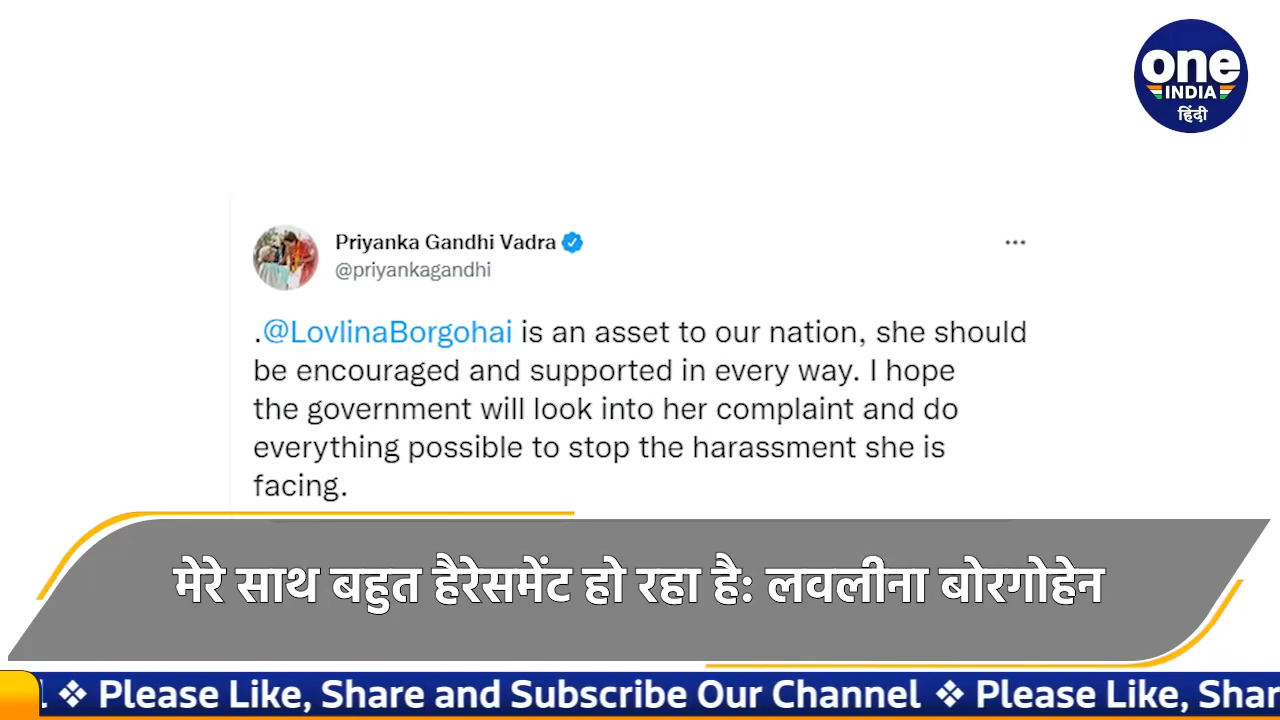 one
INDIA
हिंदी
Priyanka Gandhi Vadra
@priyankagandhi
.@LovlinaBorgohai is an asset to our nation, she should
be encouraged and supported in every way. I hope
the government will look into her complaint and do
everything possible to stop the harassment she is
facing.
मेरे साथ बहुत हैरेसमेंट हो रहा है: लवलीना बोरगोहेन
❖ Please Like, Share and Subscribe Our Channel ❖ Please Like, Shar